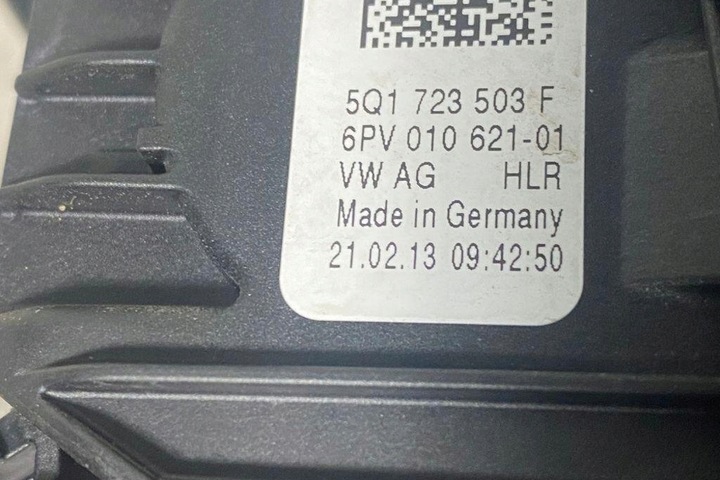 5Q1 723 503 F
6PV 010 621-01
VW AG HLR
Made in Germany
21.02.13 09:42:50